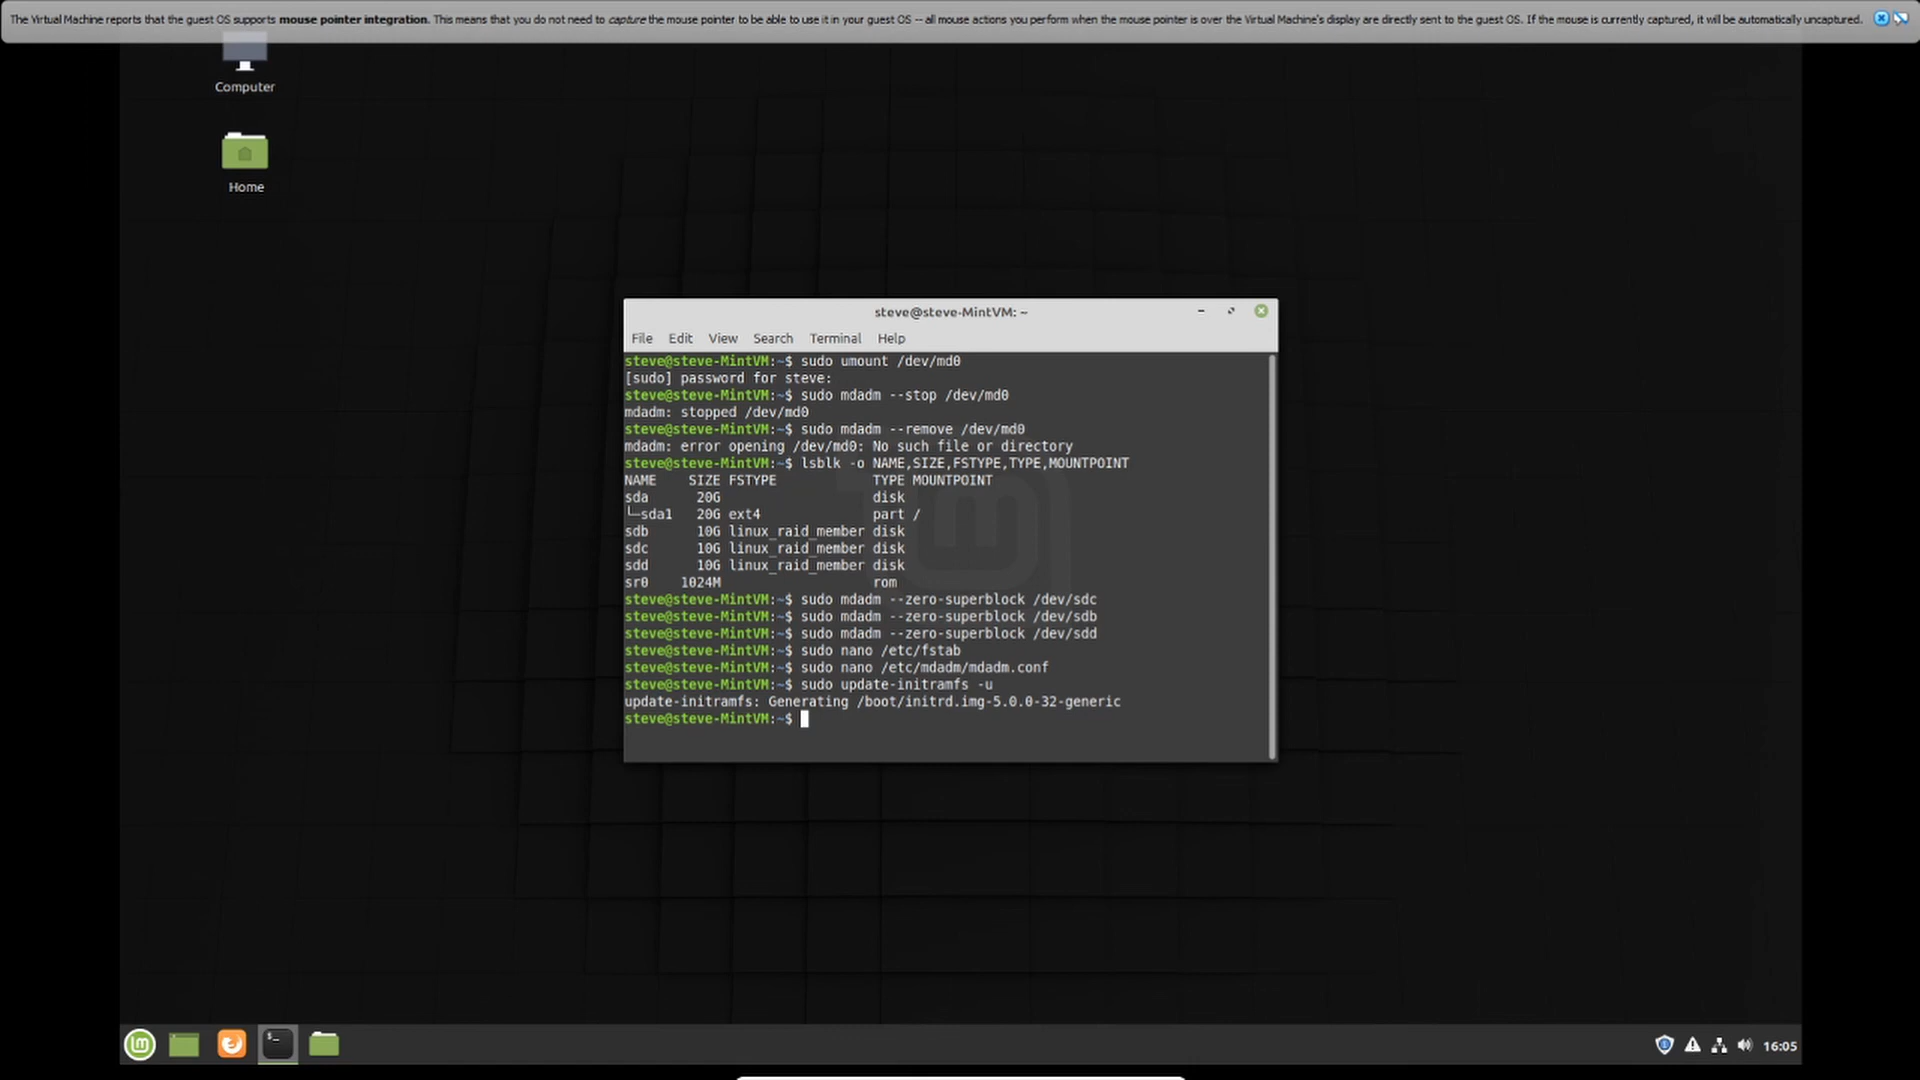 The Virtual Machine reports that the guest OS supports mouse pointer integration. This means that you do not need to capture the mouse pointer to be able to use it in your guest OS -- all mouse actions you perform when the mouse pointer is over the Virtual Machine's display are directly sent to the guest OS. If the mouse is currently captured, it will be automatically uncaptured.
Computer
Home
steve@steve-MintVM: ~
File Edit View Search Terminal Help
steve@steve-MintVM:~$ sudo umount /dev/md0
[sudo] password for steve:
steve@steve-MintVM:~$ sudo mdadm --stop /dev/md0
mdadm: stopped /dev/md0
steve@steve-MintVM:~$ sudo mdadm --remove /dev/md0
mdadm: error opening /dev/md0: No such file or directory
steve@steve-MintVM:~$ lsblk -o NAME,SIZE,FSTYPE,TYPE,MOUNTPOINT
NAME    SIZE FSTYPE            TYPE MOUNTPOINT
sda      20G                   disk
└─sda1   20G ext4              part /
sdb      10G linux_raid_member disk
sdc      10G linux_raid_member disk
sdd      10G linux_raid_member disk
sr0    1024M                   rom
steve@steve-MintVM:~$ sudo mdadm --zero-superblock /dev/sdc
steve@steve-MintVM:~$ sudo mdadm --zero-superblock /dev/sdb
steve@steve-MintVM:~$ sudo mdadm --zero-superblock /dev/sdd
steve@steve-MintVM:~$ sudo nano /etc/fstab
steve@steve-MintVM:~$ sudo nano /etc/mdadm/mdadm.conf
steve@steve-MintVM:~$ sudo update-initramfs -u
update-initramfs: Generating /boot/initrd.img-5.0.0-32-generic
steve@steve-MintVM:~$
16:05